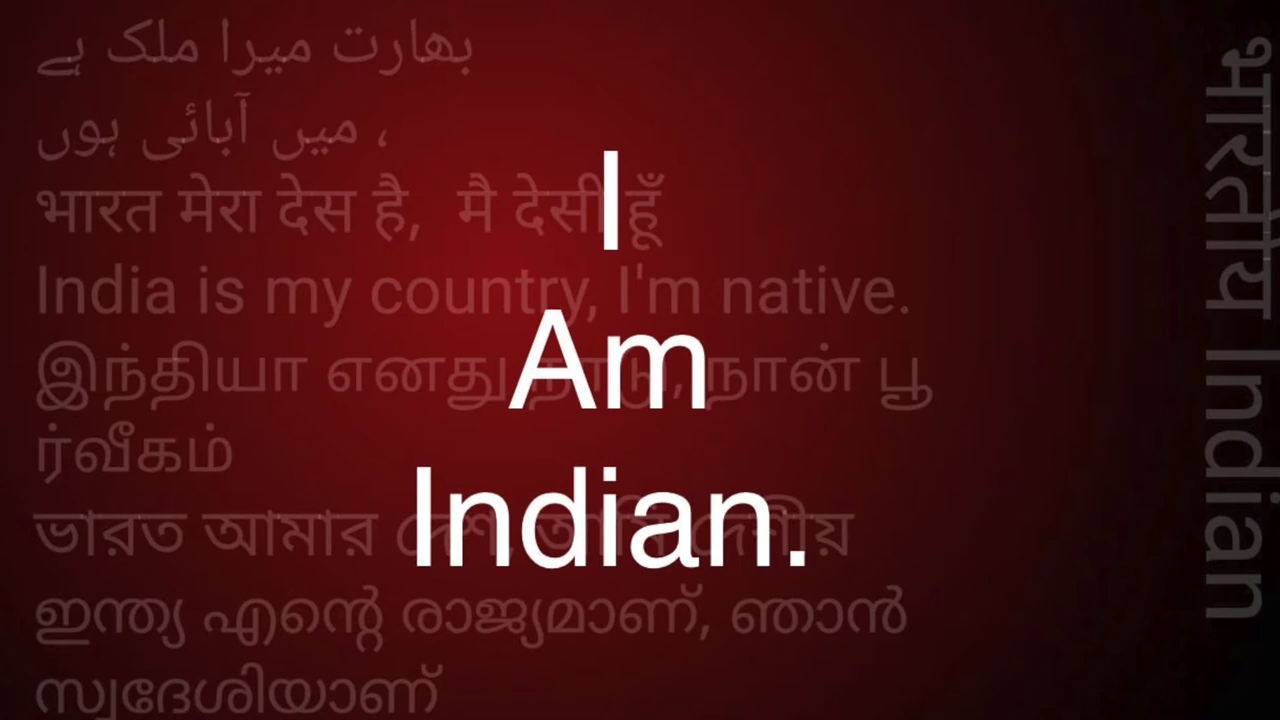 بھارت میرا ملک ہے
، میں آبائی ہوں
भारत मेरा देस है, मै देसी हूँ
India is my country, I'm native.
இந்தியா எனது நாடு, நான் பூ
ர்வீகம்
ভারত আমার দেশ, আমি দেশীয়
ഇന്ത്യ എന്റെ രാജ്യമാണ്, ഞാൻ
സ്വദേശിയാണ്
I
Am
Indian.
भारतीय Indian